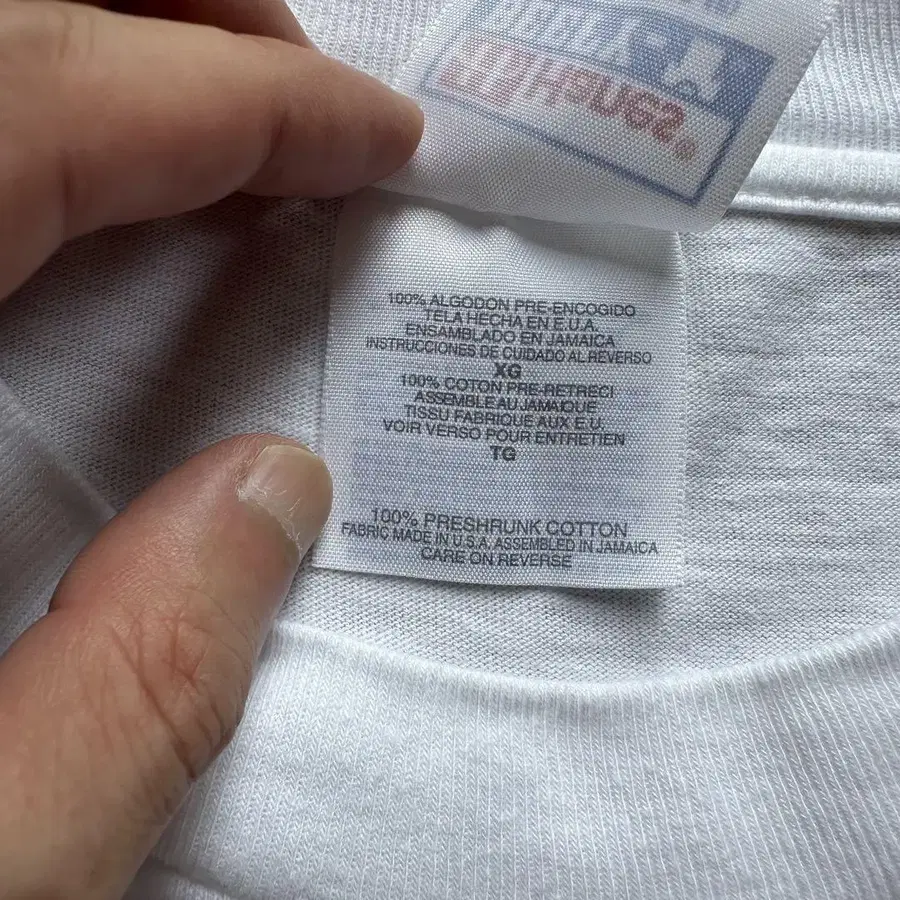 100% ALGODON PRE-ENCOGIDO
TELA HECHA EN E.U.A.
ENSAMBLADO EN JAMAICA
INSTRUCCIONES DE CUIDADO AL REVERSO
XG
100% COTON PRE-RETRECI
ASSEMBLE AU JAMAIQUE
TISSU FABRIQUE AUX E.U.
VOIR VERSO POUR ENTRETIEN
TG
100% PRESHRUNK COTTON
FABRIC MADE IN U.S.A. ASSEMBLED IN JAMAICA
CARE ON REVERSE